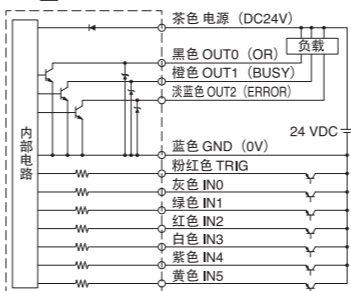 茶色 电源（DC24V）
负载
黑色 OUT0（OR）
橙色 OUT1（BUSY）
淡蓝色 OUT2（ERROR）
内部电路
24 VDC
蓝色 GND（0V）
粉红色 TRIG
灰色 IN0
绿色 IN1
红色 IN2
白色 IN3
紫色 IN4
黄色 IN5